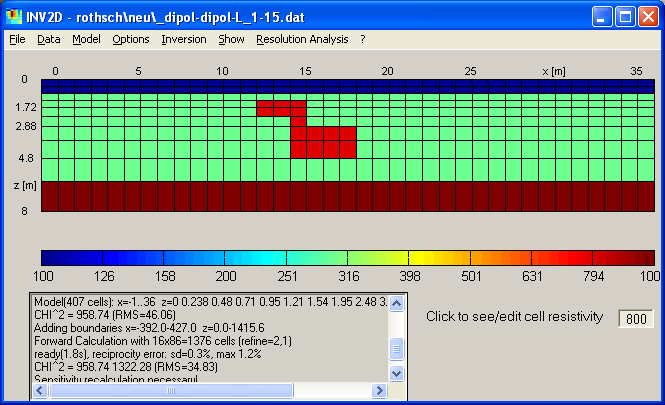 INV2D - rothsch\neu\_dipol-dipol-L_1-15.dat
File Data Model Options Inversion Show Resolution Analysis ?
0 5 10 15 20 25 x [m] 35
0
1.72
2.88
4.8
z [m]
8
100 126 158 200 251 316 398 501 631 794 100
Model(407 cells): x=-1..36 z=0 0.238 0.48 0.71 0.95 1.21 1.54 1.95 2.48 3.
CHI^2 = 958.74 (RMS=46.06)
Adding boundaries x=-392.0-427.0 z=0.0-1415.6
Forward Calculation with 16x86=1376 cells (refine=2,1)
ready(1.8s), reciprocity error: sd=0.3%, max 1.2%
CHI^2 = 958.74 1322.28 (RMS=34.83)
Sensitivity recalculation necessary!
Click to see/edit cell resistivity 800